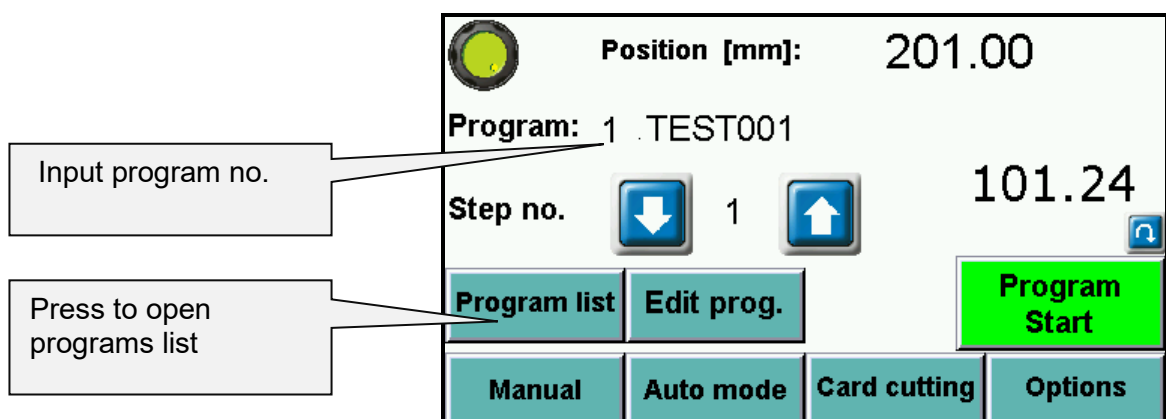 Position [mm]: 201.00
Program: 1 .TEST001
Input program no.
101.24
Step no. 1
Program list Edit prog. Program
Start
Press to open
programs list
Manual Auto mode Card cutting Options